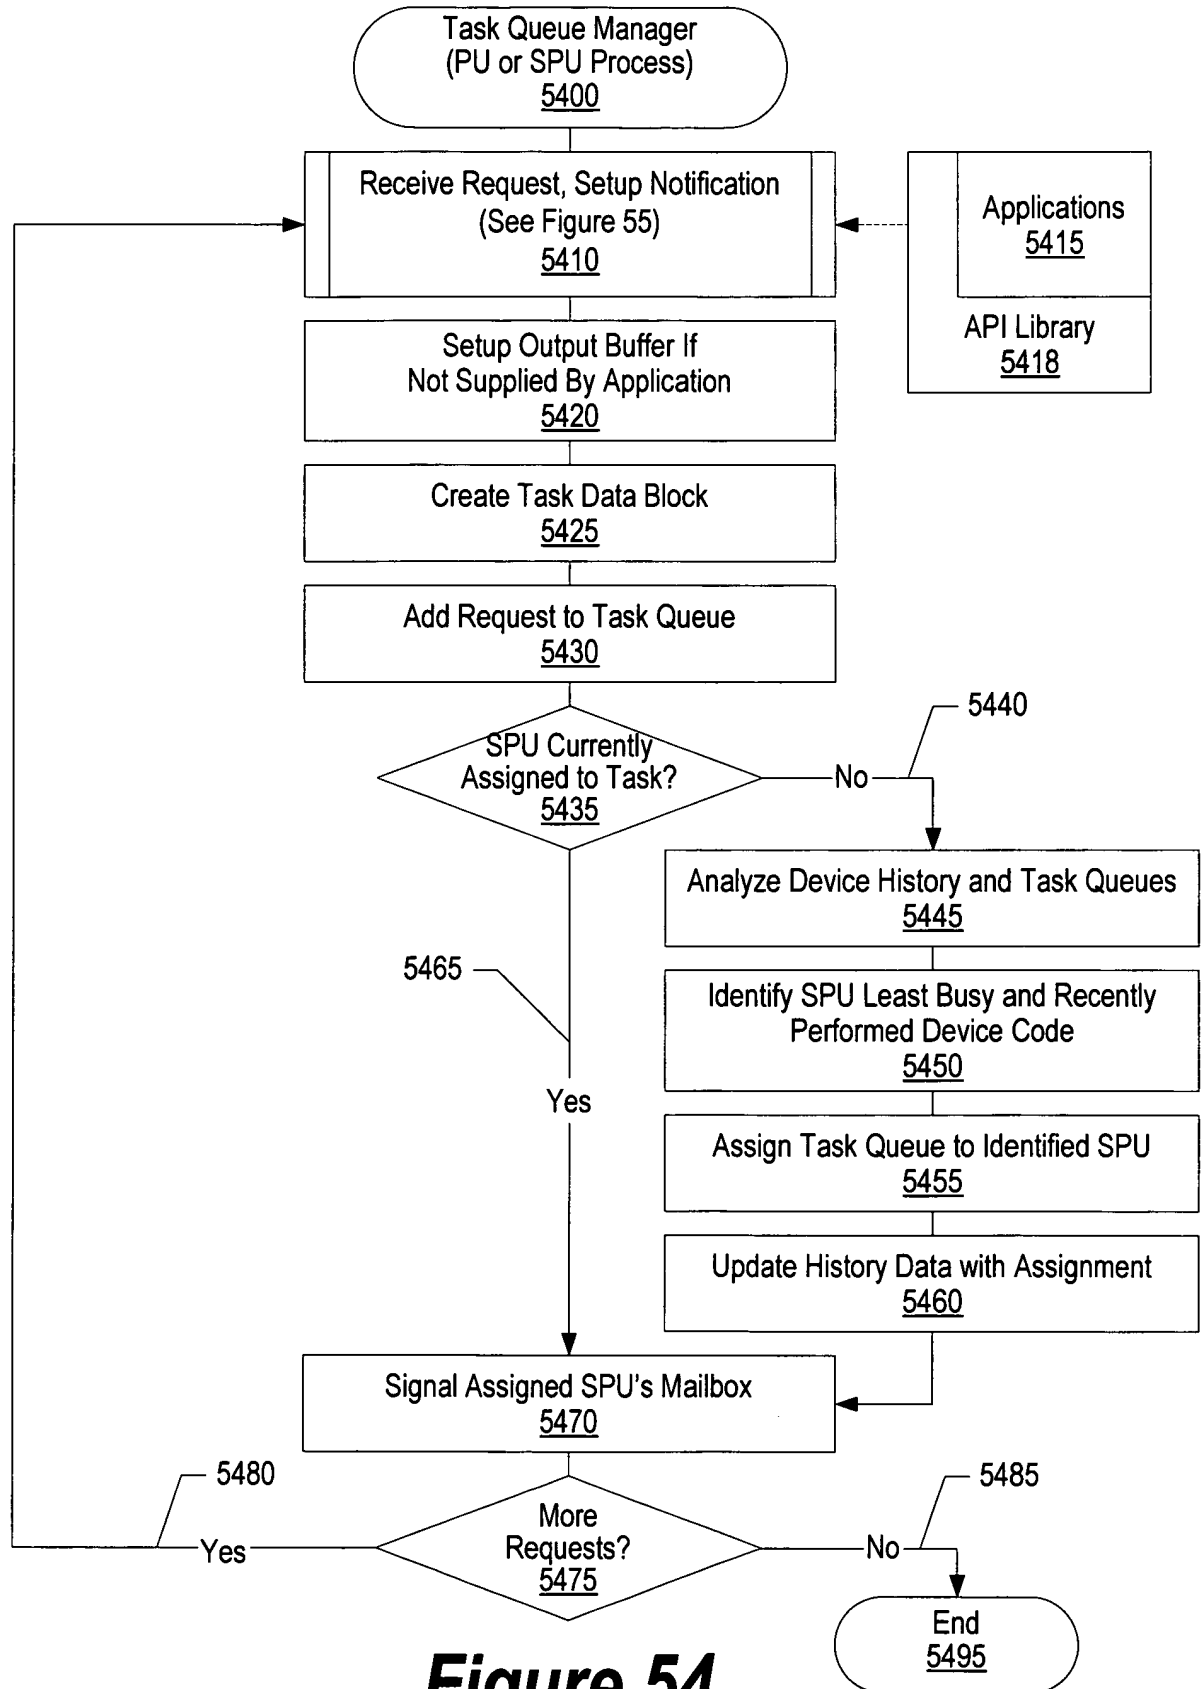 Task Queue Manager
(PU or SPU Process)
5400
Receive Request, Setup Notification
(See Figure 55)
5410
Applications
5415
API Library
5418
Setup Output Buffer If
Not Supplied By Application
5420
Create Task Data Block
5425
Add Request to Task Queue
5430
SPU Currently
Assigned to Task?
5435
No
5440
Analyze Device History and Task Queues
5445
Identify SPU Least Busy and Recently
Performed Device Code
5450
Assign Task Queue to Identified SPU
5455
Update History Data with Assignment
5460
5465
Yes
Signal Assigned SPU's Mailbox
5470
More
Requests?
5475
5480
Yes
5485
No
End
5495
Figure 54